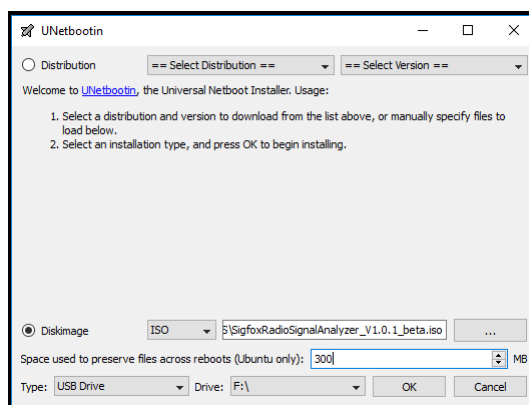 UNetbootin
Distribution == Select Distribution == == Select Version ==
Welcome to UNetbootin, the Universal Netboot Installer. Usage:
1. Select a distribution and version to download from the list above, or manually specify files to
load below.
2. Select an installation type, and press OK to begin installing.
Diskimage ISO S\SigfoxRadioSignalAnalyzer_V1.0.1_beta.iso ...
Space used to preserve files across reboots (Ubuntu only): 300 MB
Type: USB Drive Drive: F:\ OK Cancel